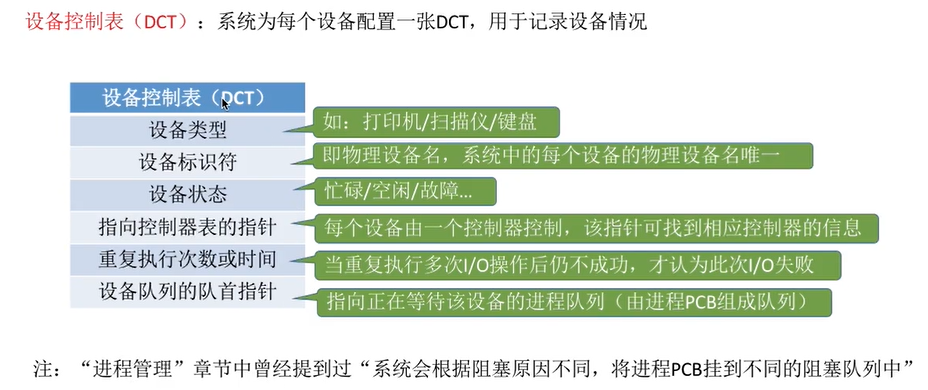 设备控制表（DCT）：系统为每个设备配置一张DCT，用于记录设备情况
设备控制表（DCT）
设备类型
如：打印机/扫描仪/键盘
设备标识符
即物理设备名，系统中的每个设备的物理设备名唯一
设备状态
忙碌/空闲/故障...
指向控制器表的指针
每个设备由一个控制器控制，该指针可找到相应控制器的信息
重复执行次数或时间
当重复执行多次I/O操作后仍不成功，才认为此次I/O失败
设备队列的队首指针
指向正在等待该设备的进程队列（由进程PCB组成队列）
注：“进程管理”章节中曾经提到过“系统会根据阻塞原因不同，将进程PCB挂到不同的阻塞队列中”